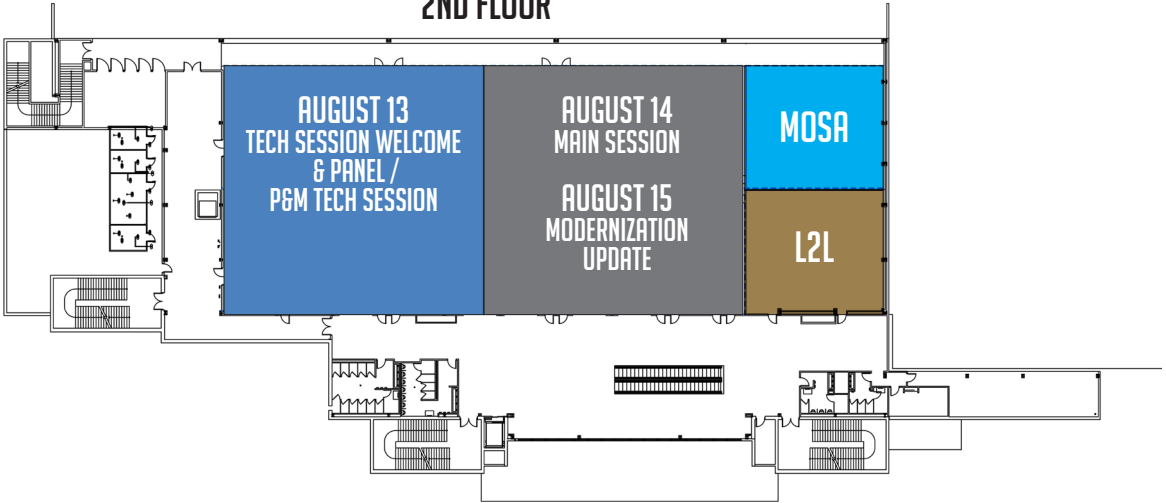 2ND FLOOR
AUGUST 13
TECH SESSION WELCOME
& PANEL /
P&M TECH SESSION
AUGUST 14
MAIN SESSION
AUGUST 15
MODERNIZATION
UPDATE
MOSA
L2L